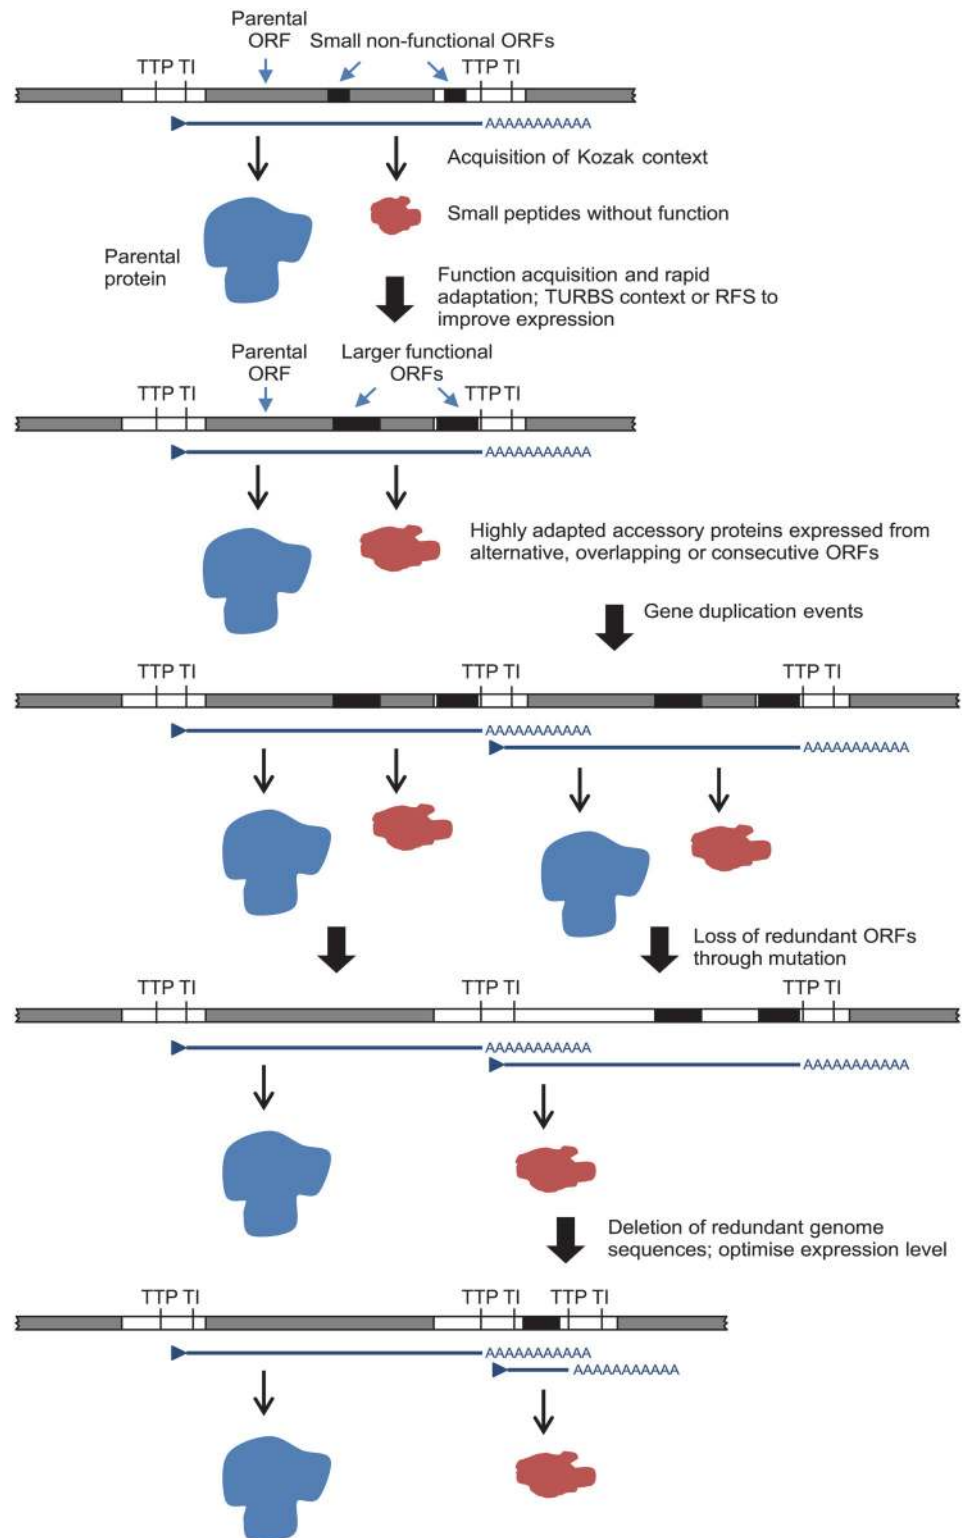 Parental
ORF
Small non-functional ORFs
TTP TI
TTP TI
AAAAAAAAAAA
Acquisition of Kozak context
Small peptides without function
Parental
protein
Function acquisition and rapid
adaptation; TURBS context or RFS to
improve expression
Parental
ORF
Larger functional
ORFs
TTP TI
TTP TI
AAAAAAAAAAA
Highly adapted accessory proteins expressed from
alternative, overlapping or consecutive ORFs
Gene duplication events
TTP TI
TTP TI
TTP TI
AAAAAAAAAAA
AAAAAAAAAAA
Loss of redundant ORFs
through mutation
TTP TI
TTP TI
TTP TI
AAAAAAAAAAA
AAAAAAAAAAA
Deletion of redundant genome
sequences; optimise expression level
TTP TI
TTP TI
TTP TI
AAAAAAAAAAA
AAAAAAAAAAA